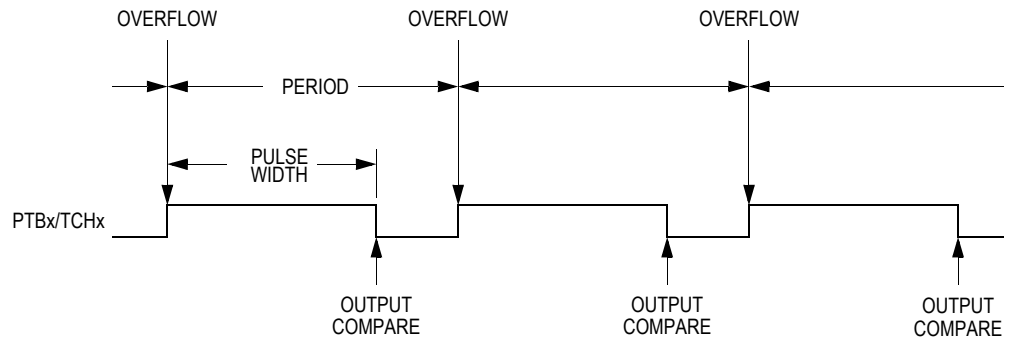 OVERFLOW
OVERFLOW
OVERFLOW
PERIOD
PULSE
WIDTH
PTBx/TCHx
OUTPUT
COMPARE
OUTPUT
COMPARE
OUTPUT
COMPARE